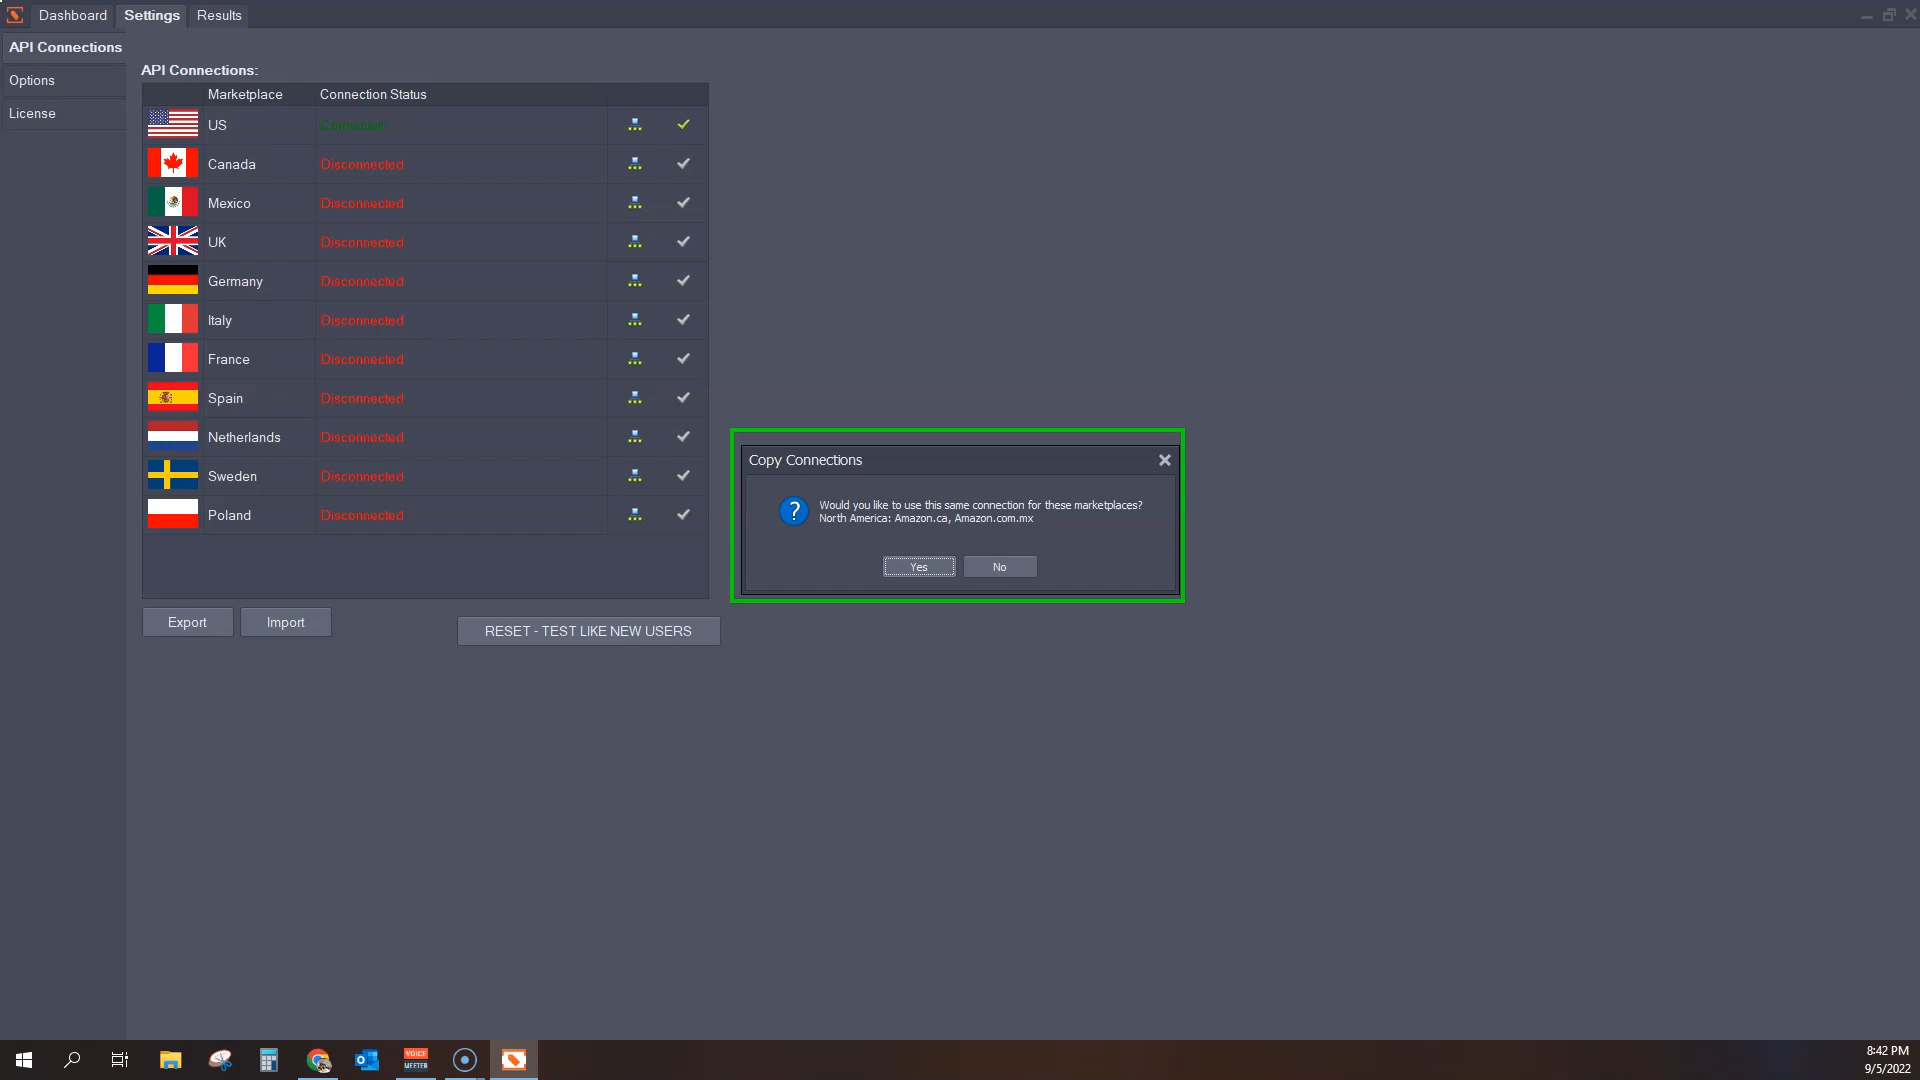 Dashboard Settings Results
API Connections
Options
License
API Connections:
Marketplace Connection Status
US Connected
Canada Disconnected
Mexico Disconnected
UK Disconnected
Germany Disconnected
Italy Disconnected
France Disconnected
Spain Disconnected
Netherlands Disconnected
Sweden Disconnected
Poland Disconnected
Export Import
RESET - TEST LIKE NEW USERS
Copy Connections
?
Would you like to use this same connection for these marketplaces?
North America: Amazon.ca, Amazon.com.mx
Yes No
VOICE
MEETER
8:42 PM
9/5/2022